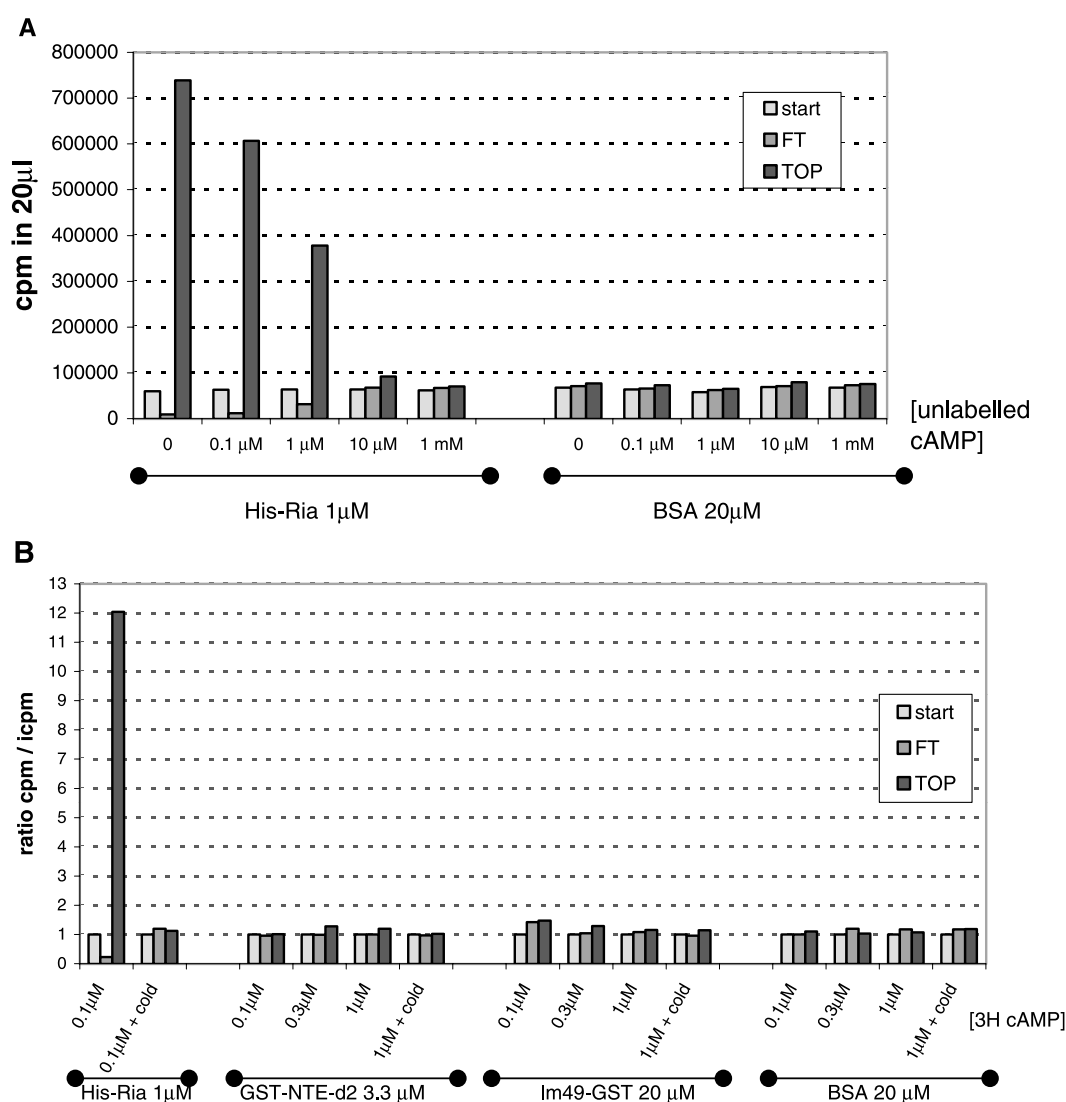 A
800000
700000
600000
500000
400000
300000
200000
100000
0
cpm in 20µl
start
FT
TOP
0 0.1 µM 1 µM 10 µM 1 mM 0 0.1 µM 1 µM 10 µM 1 mM
[unlabelled
cAMP]
His-Ria 1µM BSA 20µM
B
13
12
11
10
9
8
7
6
5
4
3
2
1
0
ratio cpm / icpm
start
FT
TOP
0.1µM 0.1µM + cold 0.1µM 0.3µM 1µM 1µM + cold 0.1µM 0.3µM 1µM 1µM + cold 0.1µM 0.3µM 1µM 1µM + cold
[3H cAMP]
His-Ria 1µM GST-NTE-d2 3.3 µM Im49-GST 20 µM BSA 20 µM